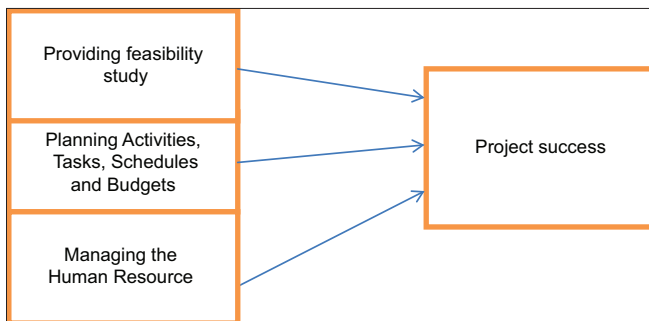 Providing feasibility
study
Planning Activities,
Tasks, Schedules
and Budgets
Managing the
Human Resource
Project success